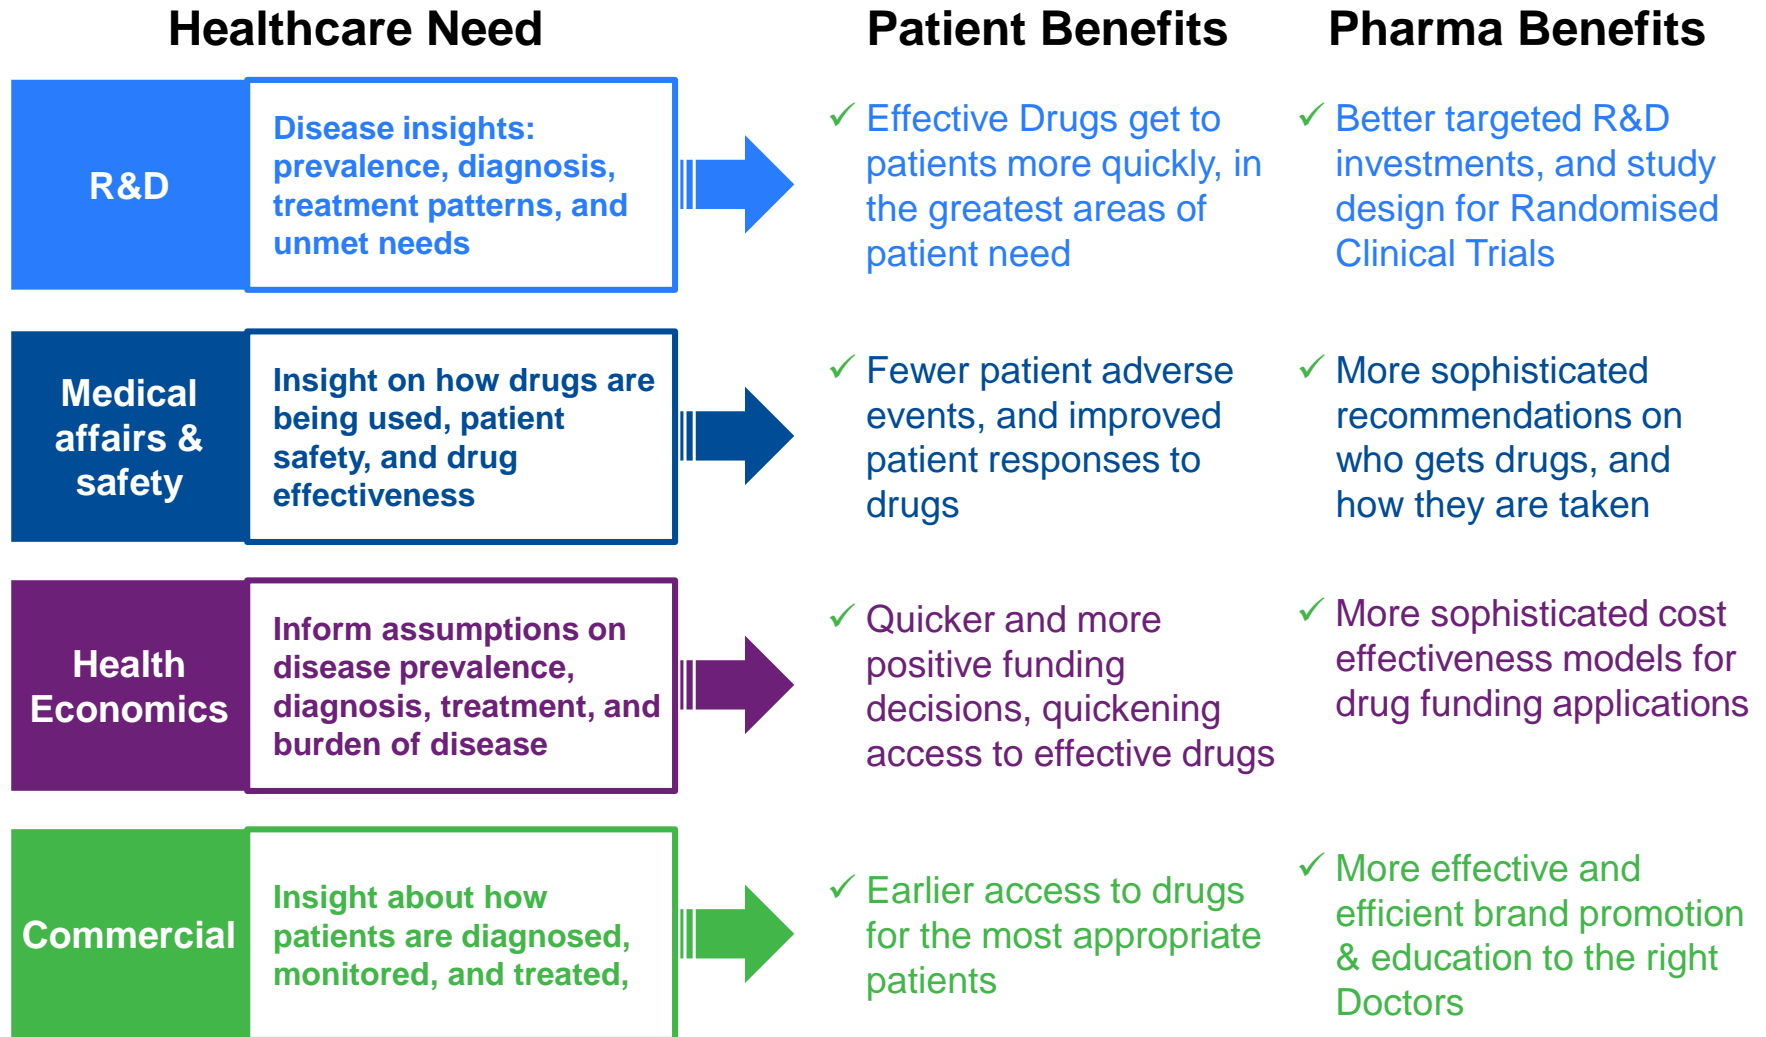 Healthcare Need
Patient Benefits
Pharma Benefits
R&D
Disease insights:
prevalence, diagnosis,
treatment patterns, and
unmet needs
✓ Effective Drugs get to
patients more quickly, in
the greatest areas of
patient need
✓ Better targeted R&D
investments, and study
design for Randomised
Clinical Trials
Medical
affairs &
safety
Insight on how drugs are
being used, patient
safety, and drug
effectiveness
✓ Fewer patient adverse
events, and improved
patient responses to
drugs
✓ More sophisticated
recommendations on
who gets drugs, and
how they are taken
Health
Economics
Inform assumptions on
disease prevalence,
diagnosis, treatment, and
burden of disease
✓ Quicker and more
positive funding
decisions, quickening
access to effective drugs
✓ More sophisticated cost
effectiveness models for
drug funding applications
Commercial
Insight about how
patients are diagnosed,
monitored, and treated,
✓ Earlier access to drugs
for the most appropriate
patients
✓ More effective and
efficient brand promotion
& education to the right
Doctors